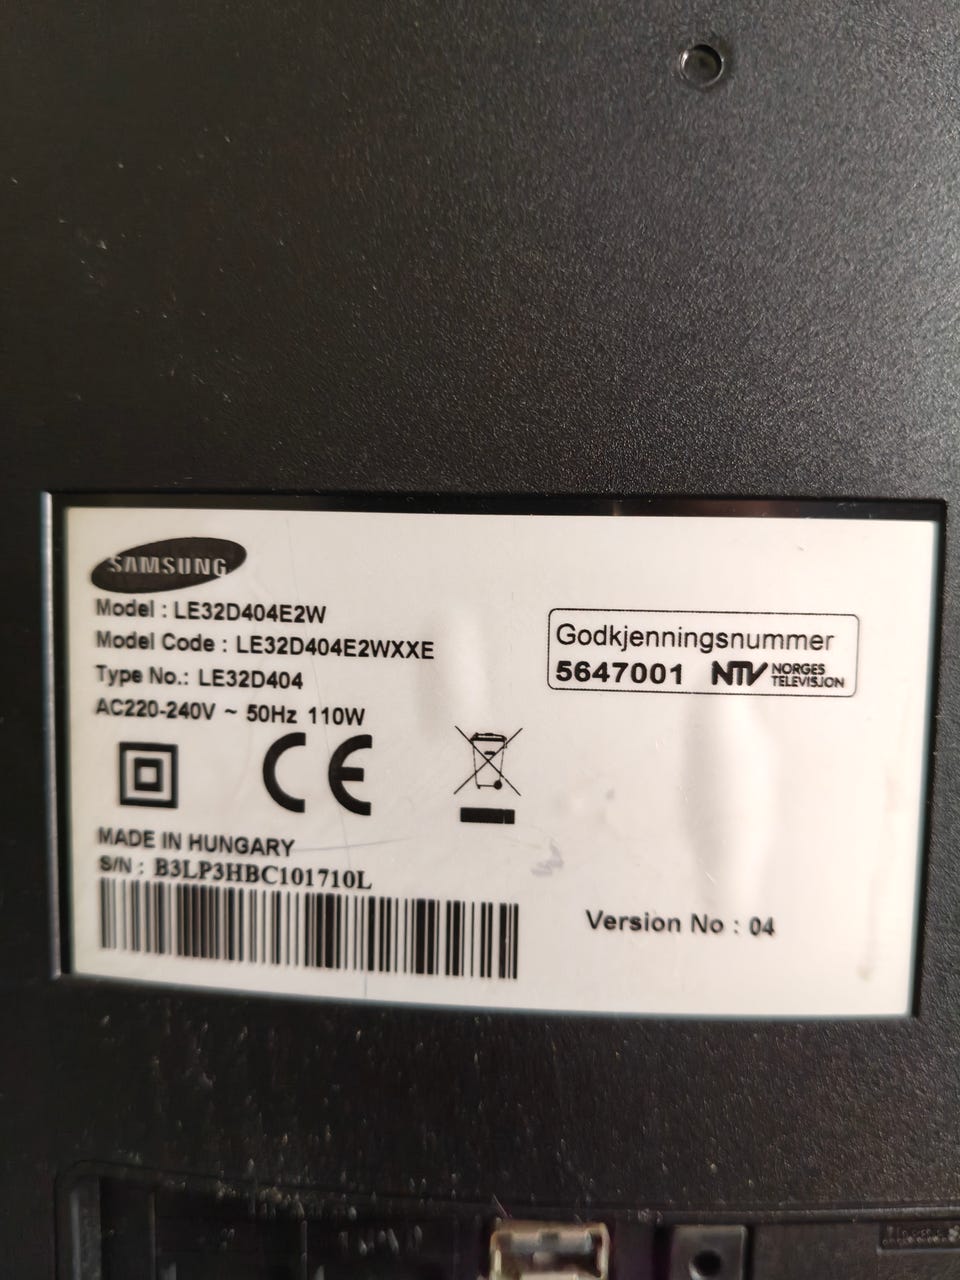 SAMSUNG
Model : LE32D404E2W
Model Code : LE32D404E2WXXE
Type No.: LE32D404
AC220-240V ~ 50Hz 110W
Godkjenningsnummer
5647001 NTV NORGES TELEVISJON
CE
MADE IN HUNGARY
S/N : B3LP3HBC101710L
Version No : 04